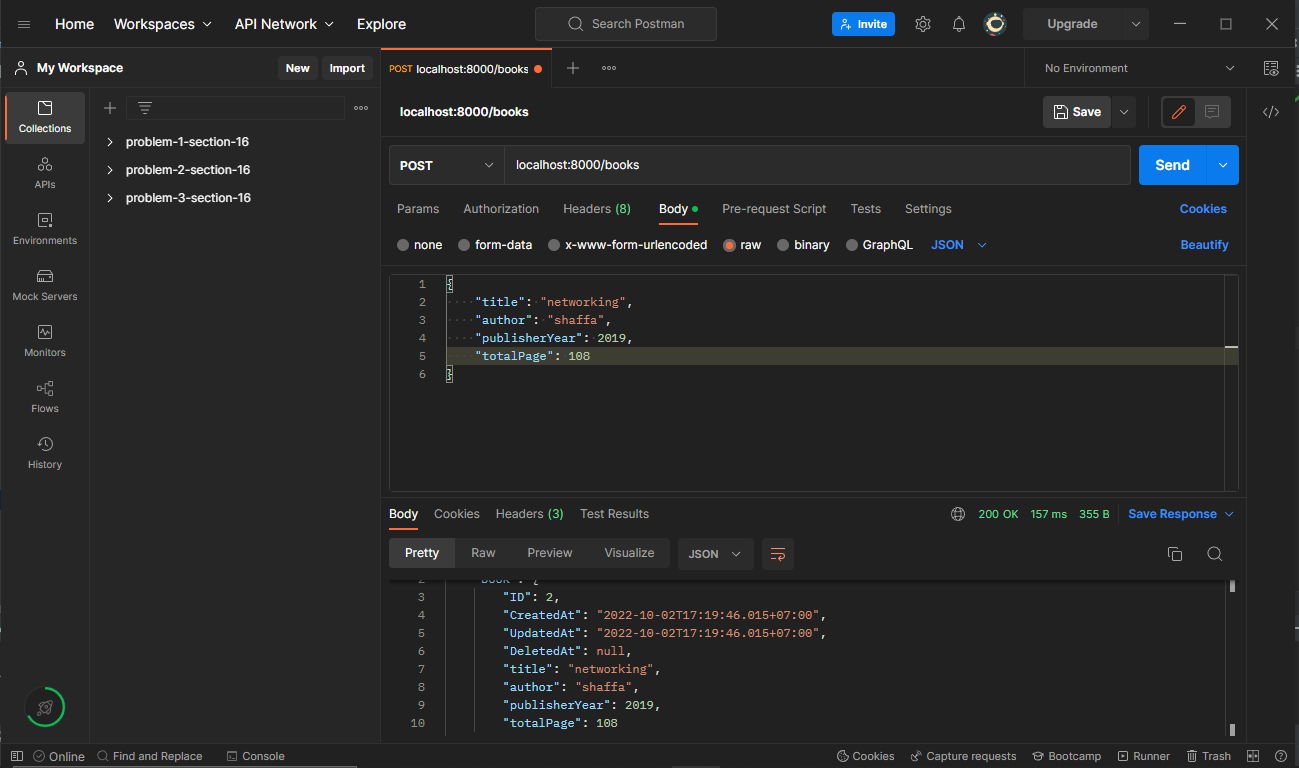 Home Workspaces API Network Explore Search Postman Invite Upgrade
My Workspace New Import POST localhost:8000/books No Environment
Collections
APIs
Environments
Mock Servers
Monitors
Flows
History
problem-1-section-16
problem-2-section-16
problem-3-section-16
localhost:8000/books Save
POST localhost:8000/books Send
Params Authorization Headers (8) Body Pre-request Script Tests Settings Cookies
none form-data x-www-form-urlencoded raw binary GraphQL JSON Beautify
1 {
2 "title": "networking",
3 "author": "shaffa",
4 "publisherYear": 2019,
5 "totalPage": 108
6 }
Body Cookies Headers (3) Test Results 200 OK 157 ms 355 B Save Response
Pretty Raw Preview Visualize JSON
3 "ID": 2,
4 "CreatedAt": "2022-10-02T17:19:46.015+07:00",
5 "UpdatedAt": "2022-10-02T17:19:46.015+07:00",
6 "DeletedAt": null,
7 "title": "networking",
8 "author": "shaffa",
9 "publisherYear": 2019,
10 "totalPage": 108
Online Find and Replace Console Cookies Capture requests Bootcamp Runner Trash